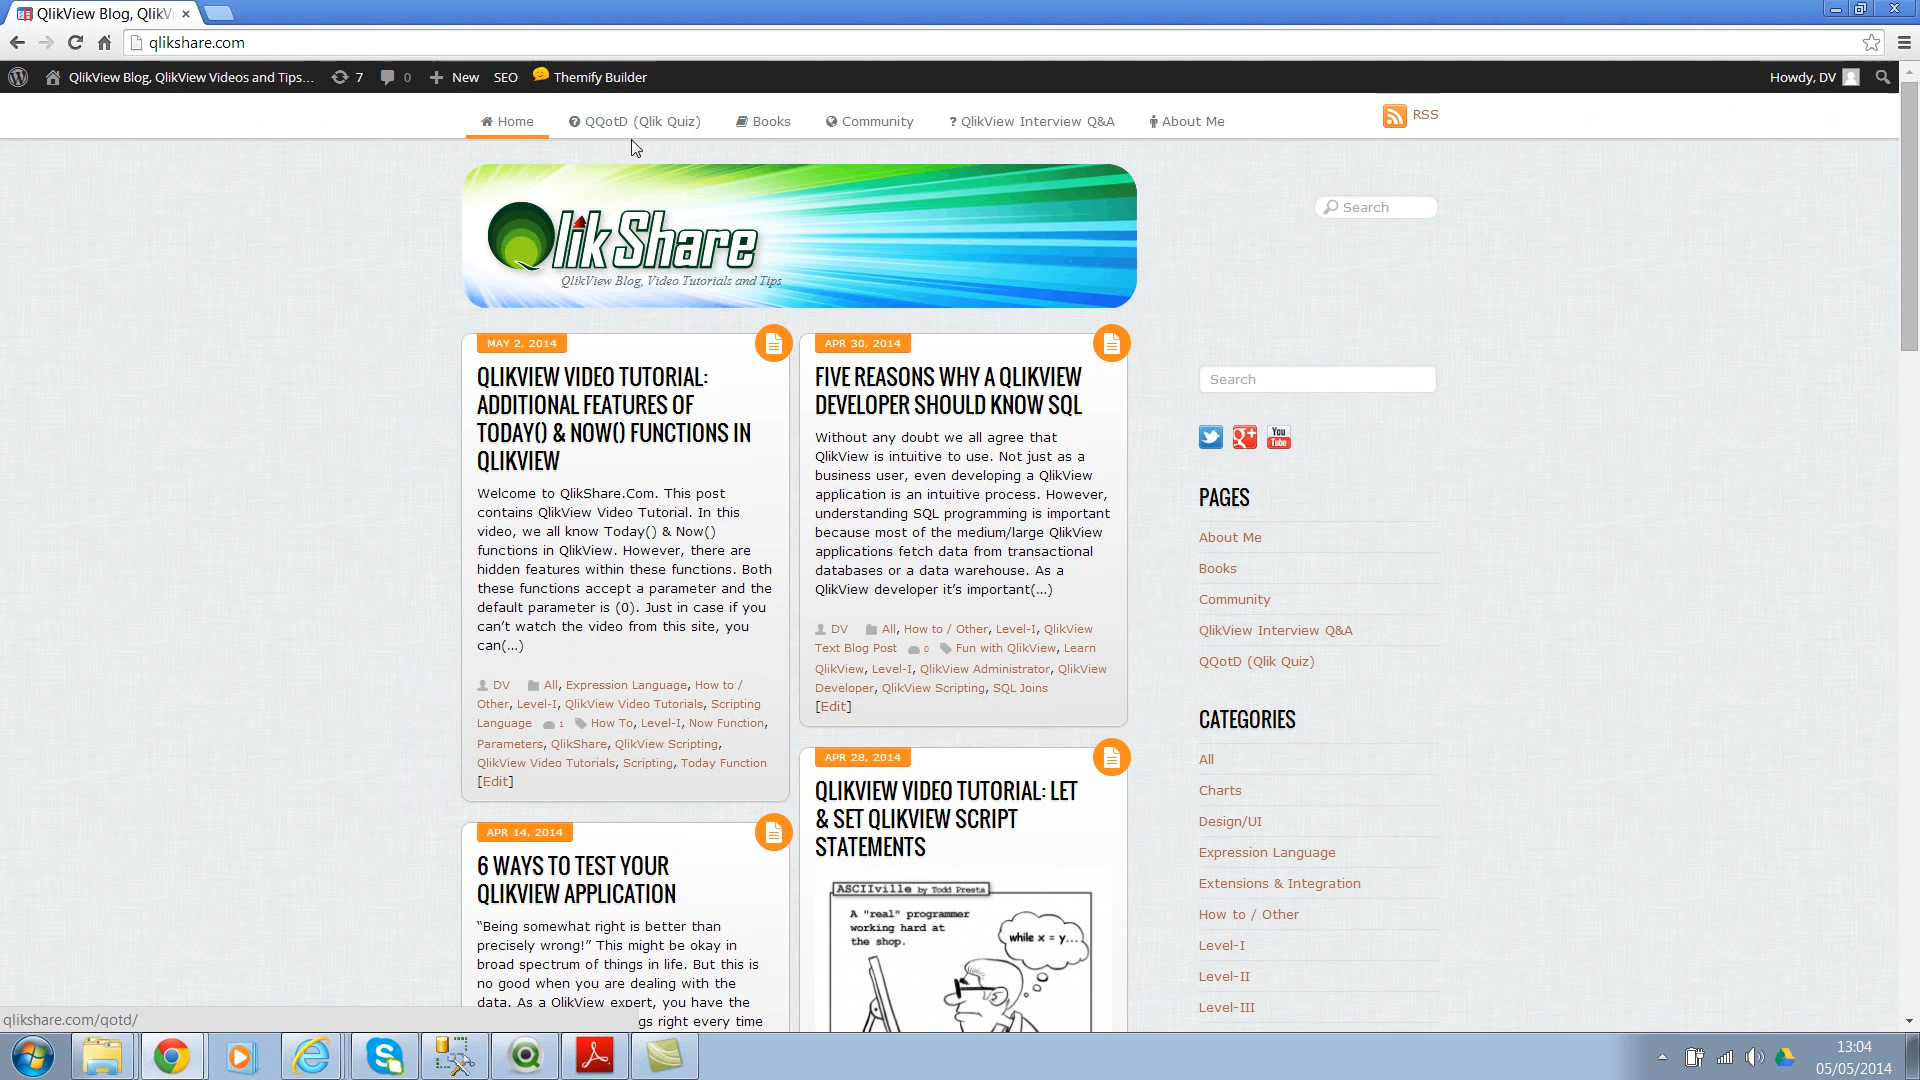 QlikView Blog, QlikV
qlikshare.com
QlikView Blog, QlikView Videos and Tips... 7 0 New SEO Themify Builder Howdy, DV
Home QQotD (Qlik Quiz) Books Community ? QlikView Interview Q&A About Me RSS
QlikShare
QlikView Blog, Video Tutorials and Tips
Search
MAY 2, 2014
QLIKVIEW VIDEO TUTORIAL:
ADDITIONAL FEATURES OF
TODAY() & NOW() FUNCTIONS IN
QLIKVIEW
Welcome to QlikShare.Com. This post
contains QlikView Video Tutorial. In this
video, we all know Today() & Now()
functions in QlikView. However, there are
hidden features within these functions. Both
these functions accept a parameter and the
default parameter is (0). Just in case if you
can't watch the video from this site, you
can(...)
DV All, Expression Language, How to /
Other, Level-I, QlikView Video Tutorials, Scripting
Language 1 How To, Level-I, Now Function,
Parameters, QlikShare, QlikView Scripting,
QlikView Video Tutorials, Scripting, Today Function
[Edit]
APR 14, 2014
6 WAYS TO TEST YOUR
QLIKVIEW APPLICATION
“Being somewhat right is better than
precisely wrong!” This might be okay in
broad spectrum of things in life. But this is
no good when you are dealing with the
data. As a QlikView expert, you have the
gs right every time
APR 30, 2014
FIVE REASONS WHY A QLIKVIEW
DEVELOPER SHOULD KNOW SQL
Without any doubt we all agree that
QlikView is intuitive to use. Not just as a
business user, even developing a QlikView
application is an intuitive process. However,
understanding SQL programming is important
because most of the medium/large QlikView
applications fetch data from transactional
databases or a data warehouse. As a
QlikView developer it's important(...)
DV All, How to / Other, Level-I, QlikView
Text Blog Post 0 Fun with QlikView, Learn
QlikView, Level-I, QlikView Administrator, QlikView
Developer, QlikView Scripting, SQL Joins
[Edit]
APR 28, 2014
QLIKVIEW VIDEO TUTORIAL: LET
& SET QLIKVIEW SCRIPT
STATEMENTS
ASCIIville by Todd Presta
A "real" programmer
working hard at
the shop.
while x = y...
Search
You
Tube
PAGES
About Me
Books
Community
QlikView Interview Q&A
QQotD (Qlik Quiz)
CATEGORIES
All
Charts
Design/UI
Expression Language
Extensions & Integration
How to / Other
Level-I
Level-II
Level-III
qlikshare.com/qotd/
13:04
05/05/2014